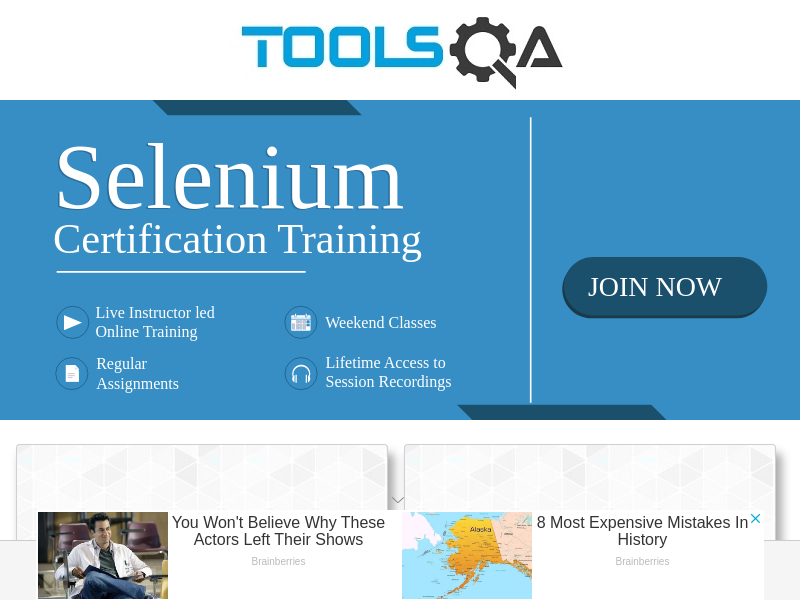 TOOLSQA
Selenium
Certification Training
JOIN NOW
Live Instructor led
Online Training
Weekend Classes
Regular
Assignments
Lifetime Access to
Session Recordings
You Won't Believe Why These
Actors Left Their Shows
Brainberries
Alaska
8 Most Expensive Mistakes In
History
Brainberries